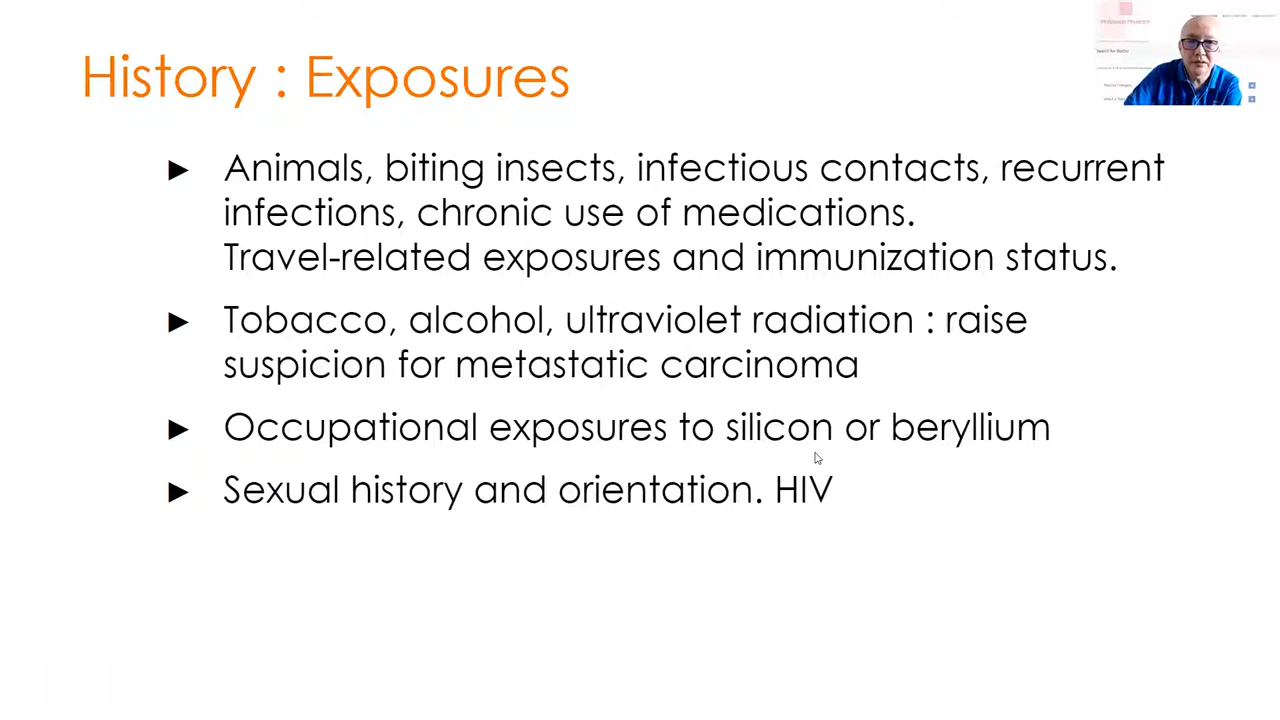 History : Exposures
► Animals, biting insects, infectious contacts, recurrent
infections, chronic use of medications.
Travel-related exposures and immunization status.
► Tobacco, alcohol, ultraviolet radiation : raise
suspicion for metastatic carcinoma
► Occupational exposures to silicon or beryllium
► Sexual history and orientation. HIV